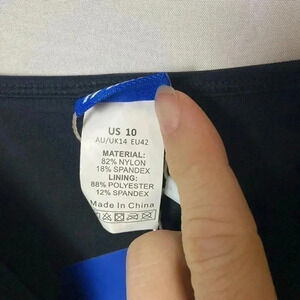 US 10
AU/UK14 EU42
MATERIAL:
82% NYLON
18% SPANDEX
LINING:
88% POLYESTER
12% SPANDEX
Made In China